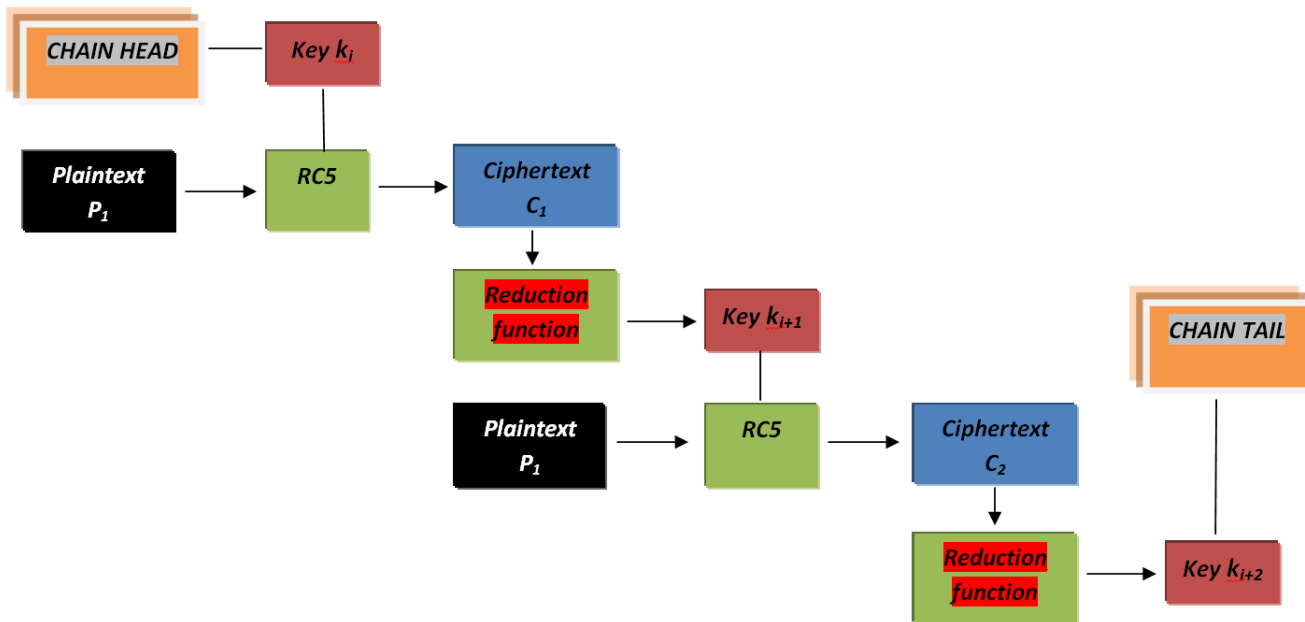 CHAIN HEAD
Key kᵢ
Plaintext
P₁
RC5
Ciphertext
C₁
Reduction
function
Key kᵢ₊₁
CHAIN TAIL
Plaintext
P₁
RC5
Ciphertext
C₂
Reduction
function
Key kᵢ₊₂